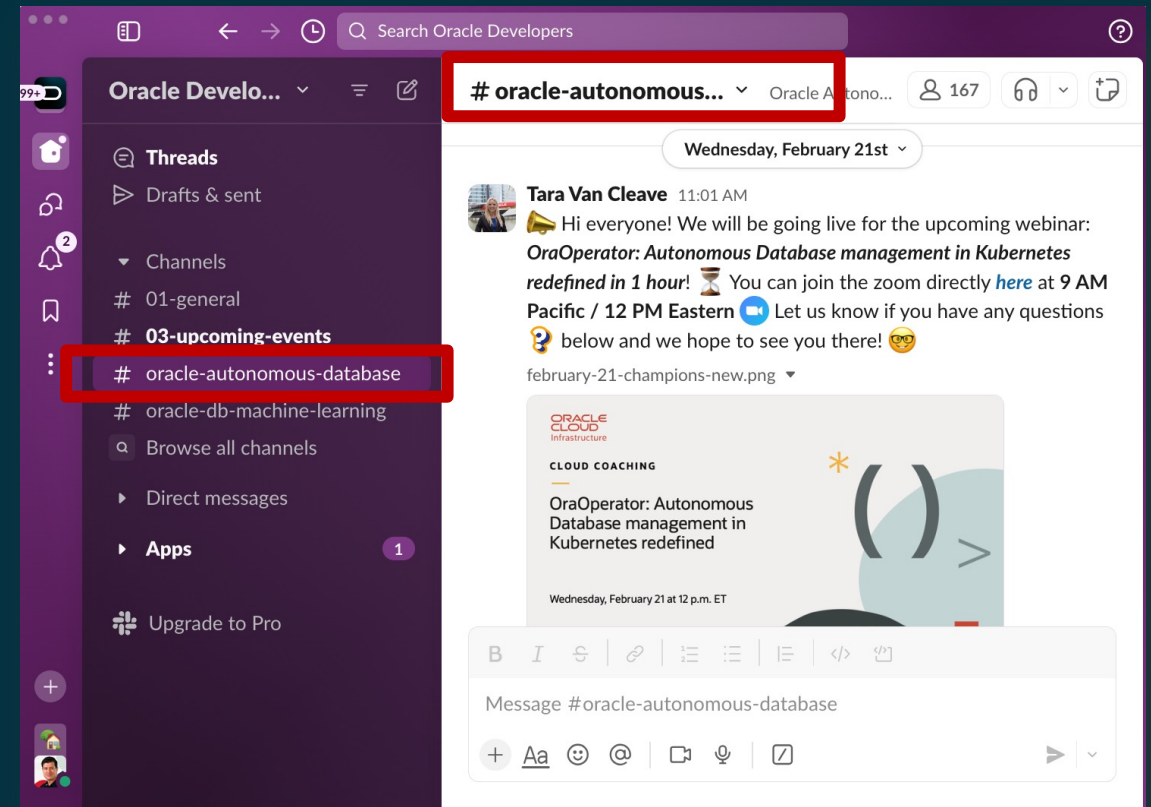 Search Oracle Developers
99+
Oracle Develo...
# oracle-autonomous...
Oracle Autono...
167
Threads
Drafts & sent
2
Channels
# 01-general
# 03-upcoming-events
# oracle-autonomous-database
# oracle-db-machine-learning
Browse all channels
Direct messages
Apps
1
Upgrade to Pro
Wednesday, February 21st
Tara Van Cleave 11:01 AM
Hi everyone! We will be going live for the upcoming webinar:
OraOperator: Autonomous Database management in Kubernetes
redefined in 1 hour! You can join the zoom directly here at 9 AM
Pacific / 12 PM Eastern Let us know if you have any questions
below and we hope to see you there!
february-21-champions-new.png
ORACLE
CLOUD
Infrastructure
CLOUD COACHING
OraOperator: Autonomous
Database management in
Kubernetes redefined
Wednesday, February 21 at 12 p.m. ET
* ( ) >
B I S </>
Message #oracle-autonomous-database
+ Aa @